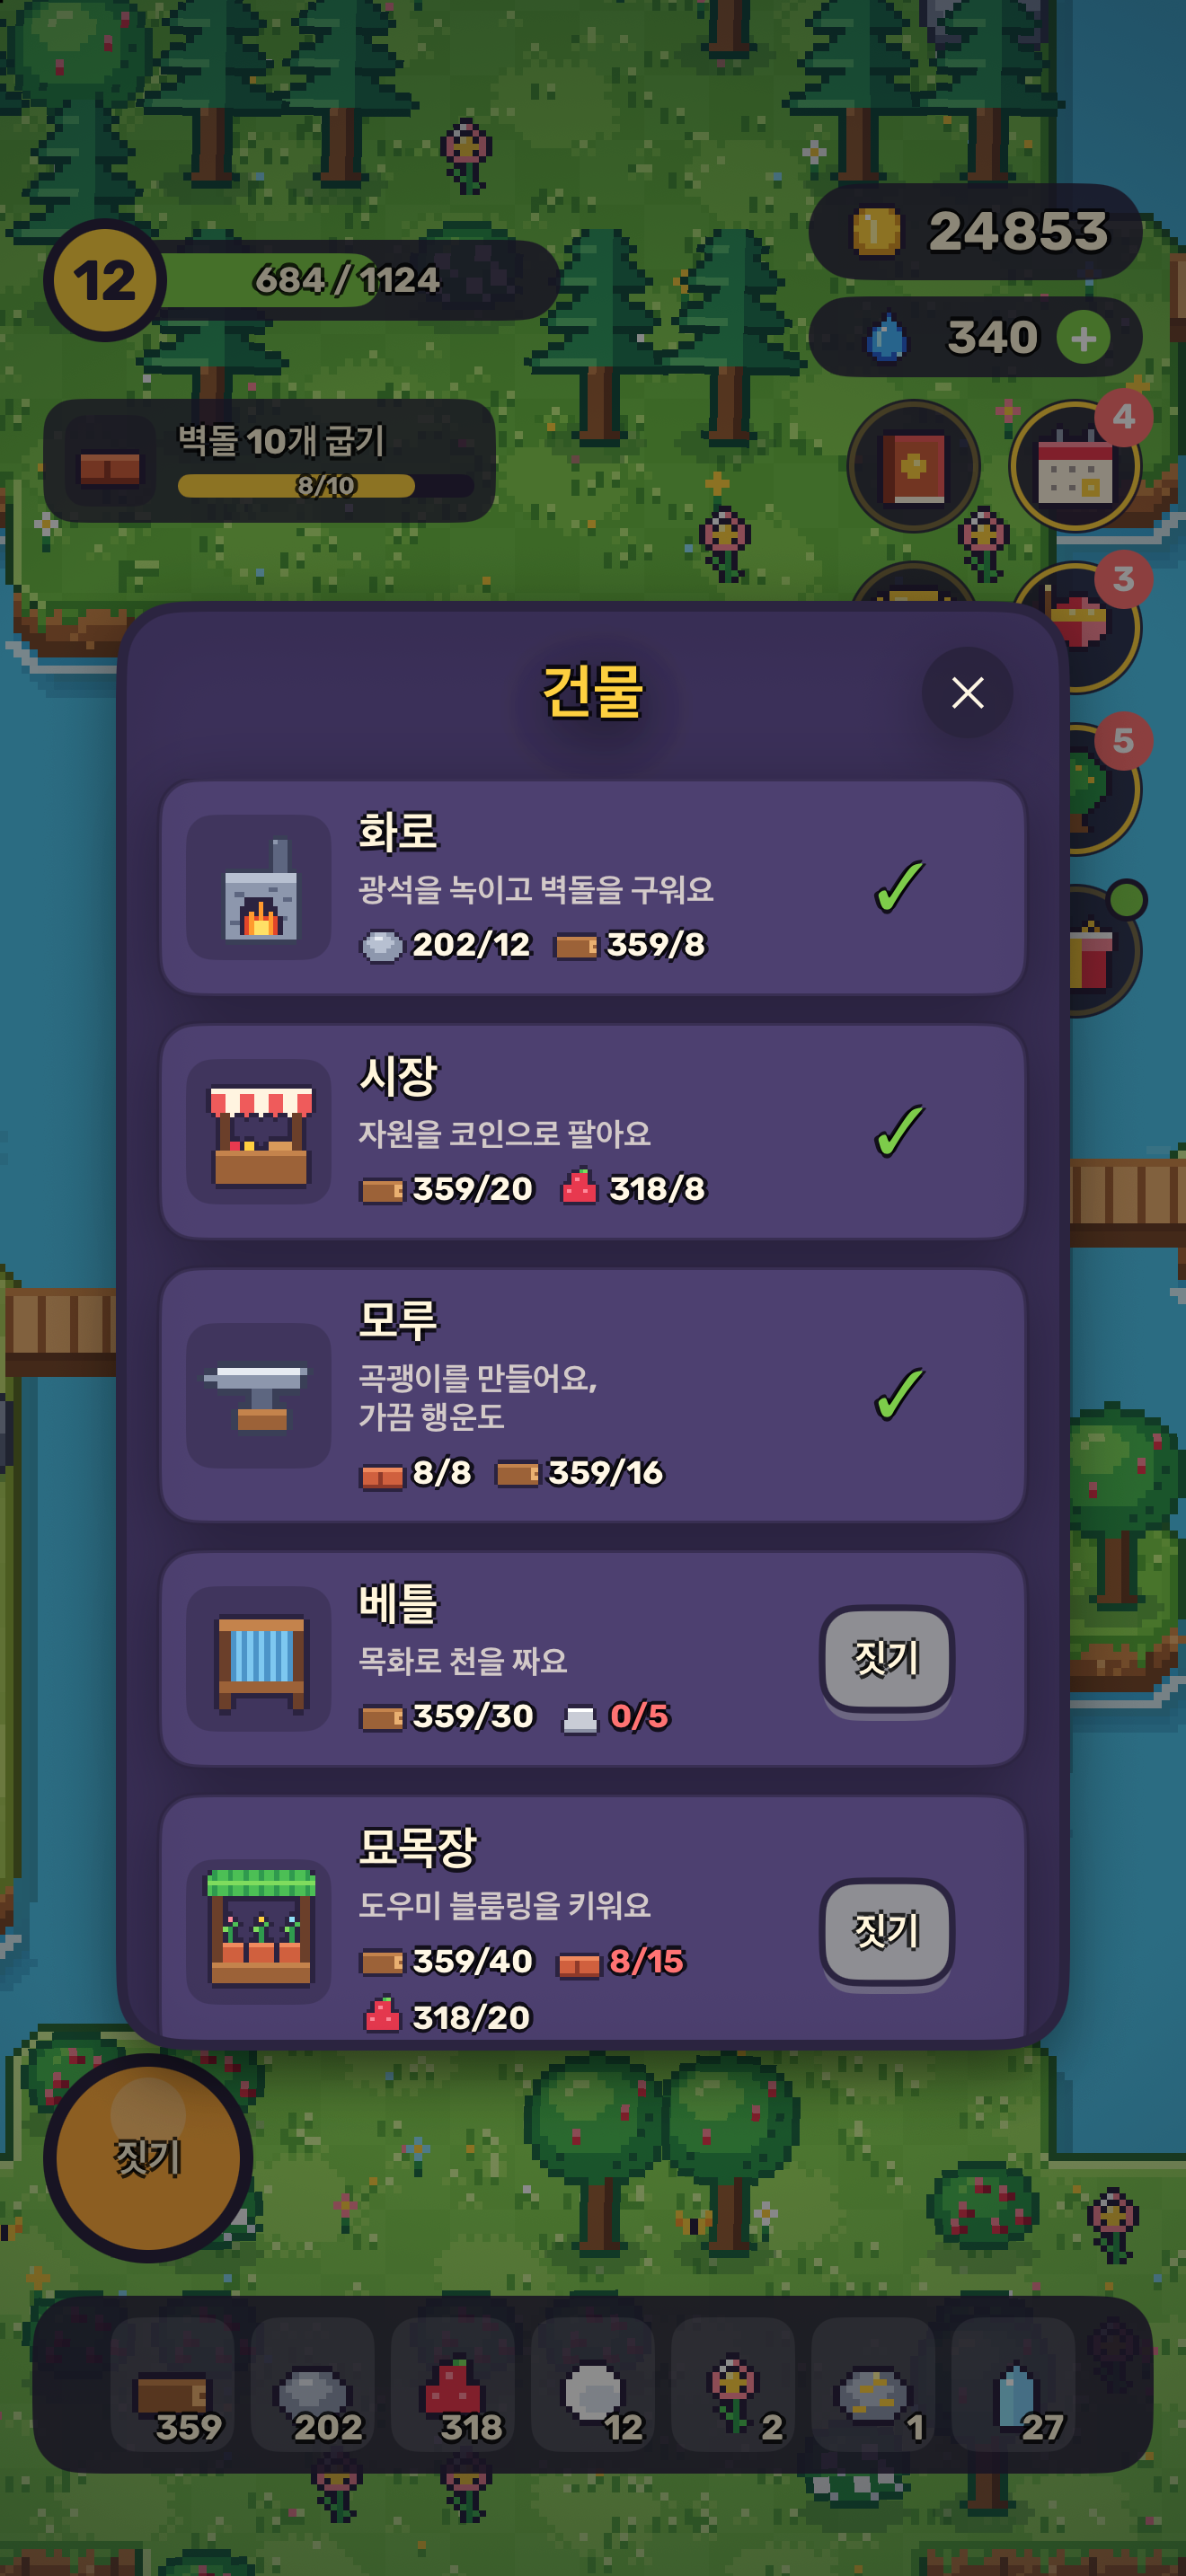 24853
12
684 / 1124
340 +
벽돌 10개 굽기
8/10
4
3
5
건물
화로
광석을 녹이고 벽돌을 구워요
202/12 359/8
✓
시장
자원을 코인으로 팔아요
359/20 318/8
✓
모루
곡괭이를 만들어요,
가끔 행운도
8/8 359/16
✓
베틀
목화로 천을 짜요
359/30 0/5
짓기
묘목장
도우미 블룸링을 키워요
359/40 8/15
318/20
짓기
짓기
359 202 318 12 2 1 27